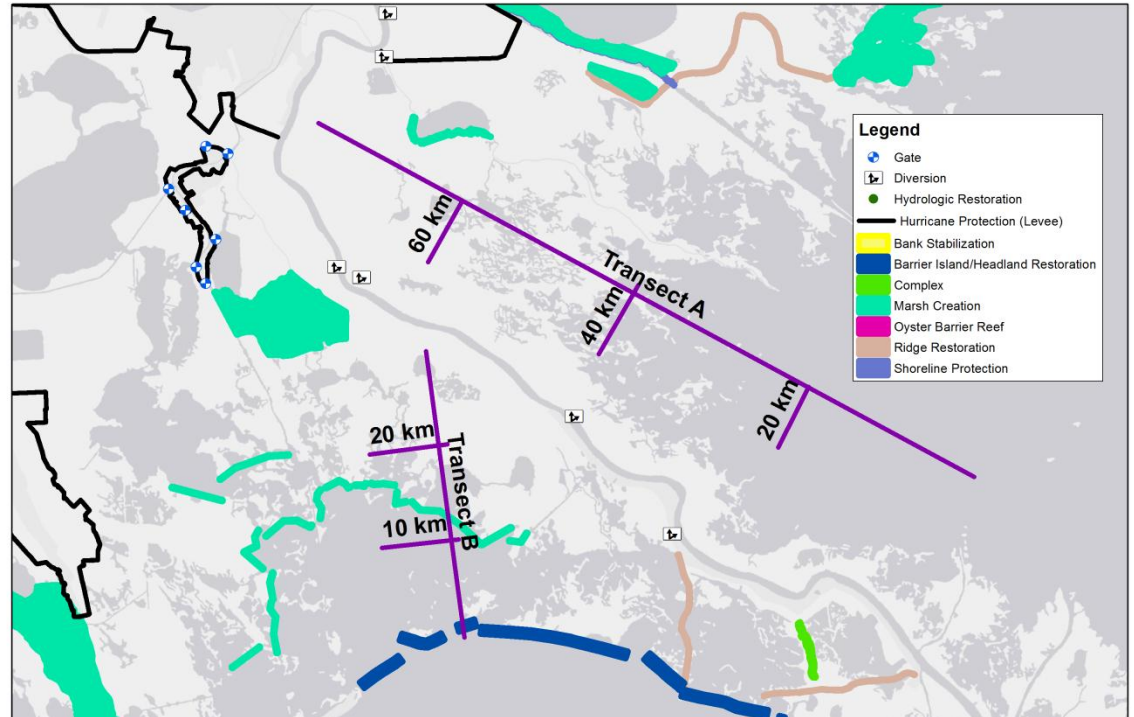 Legend
Gate
Diversion
Hydrologic Restoration
Hurricane Protection (Levee)
Bank Stabilization
Barrier Island/Headland Restoration
Complex
Marsh Creation
Oyster Barrier Reef
Ridge Restoration
Shoreline Protection
60 km
Transect A
40 km
20 km
20 km
Transect B
10 km